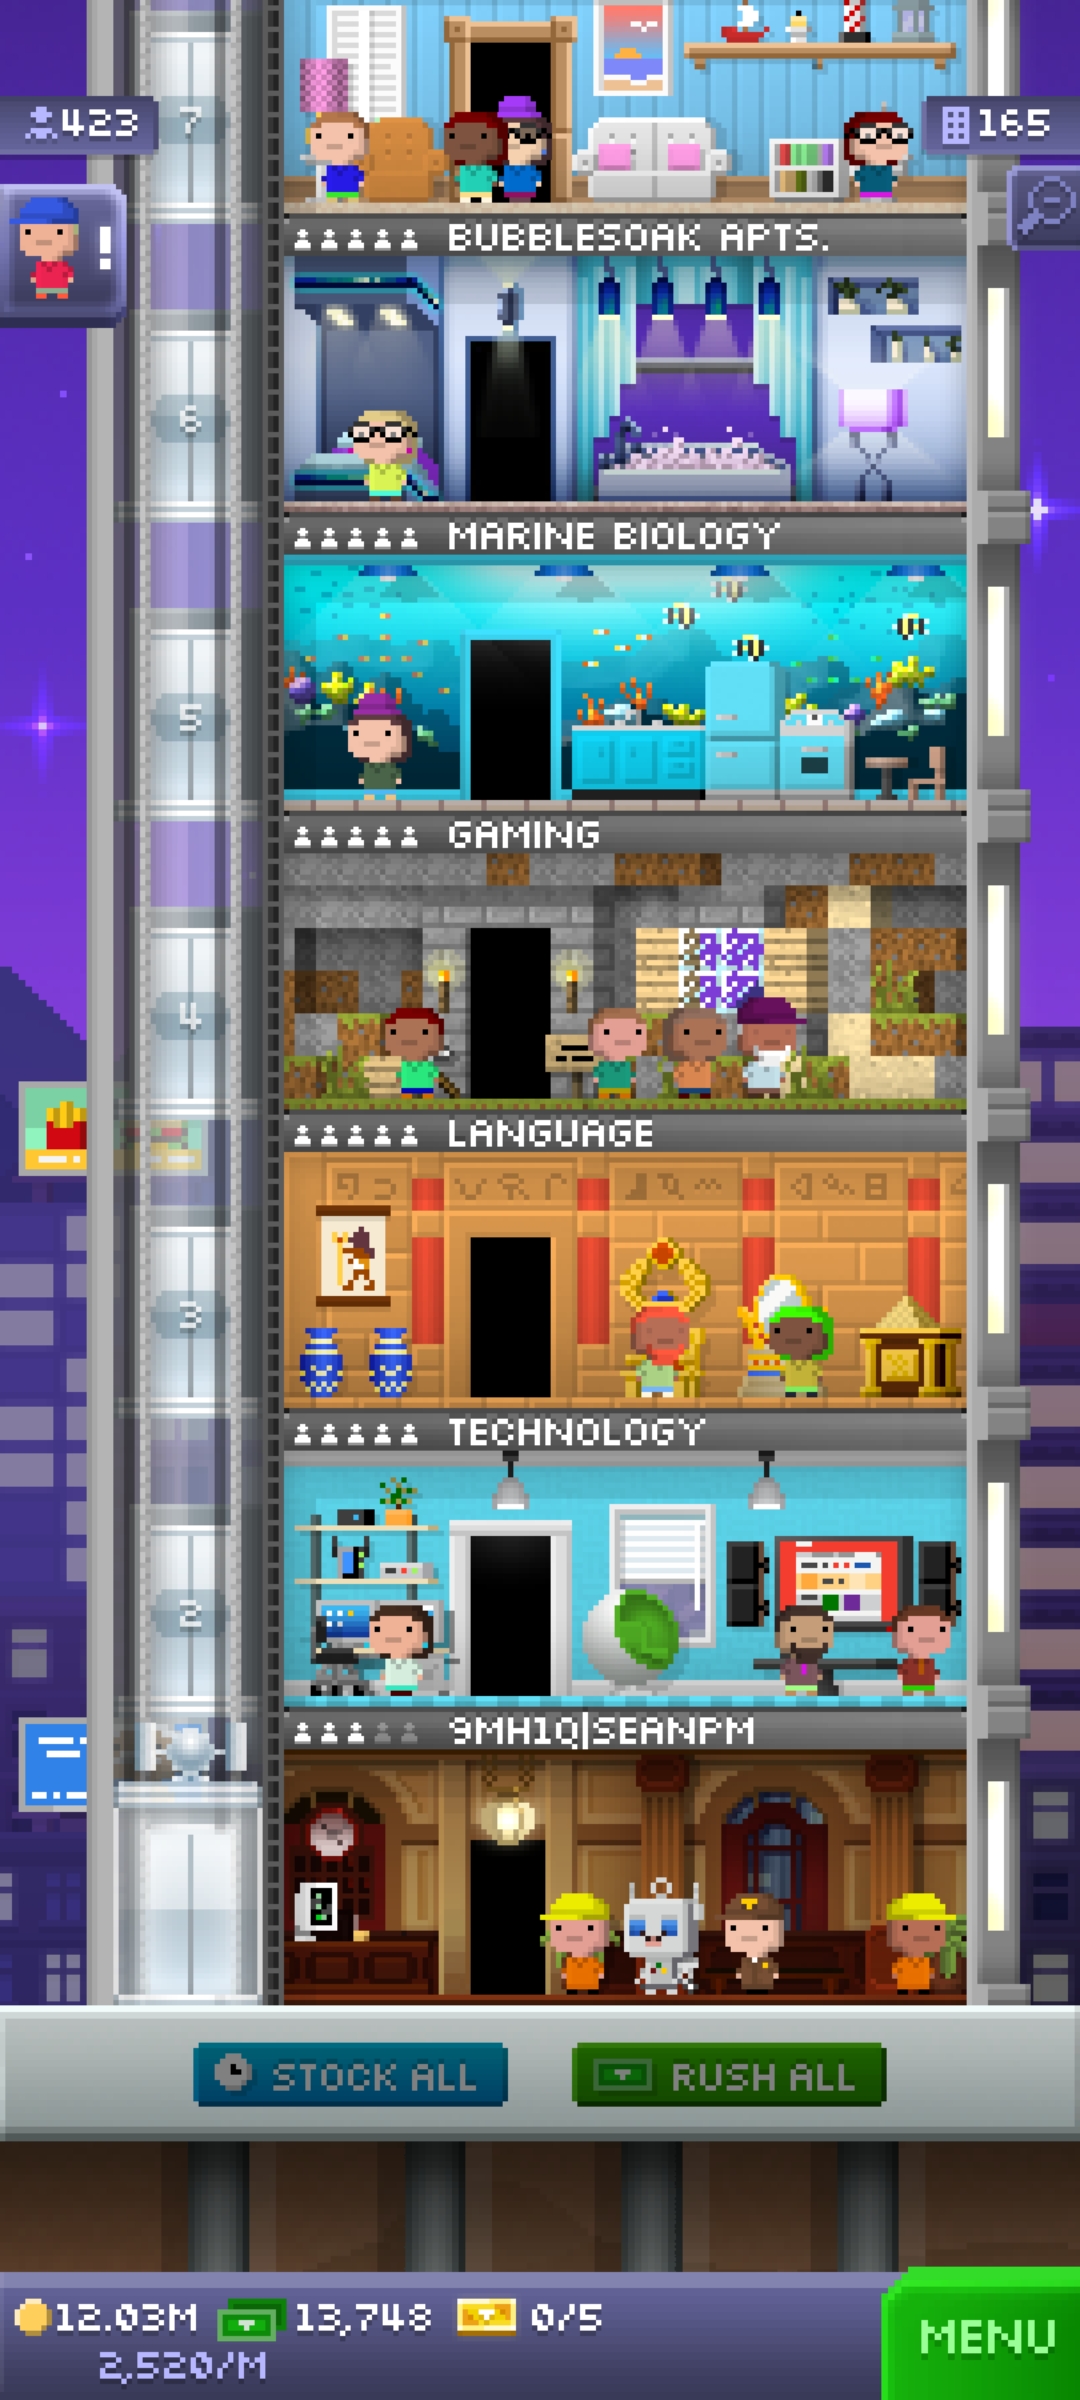 423
7
165
!
BUBBLESOAK APTS.
6
MARINE BIOLOGY
5
GAMING
4
LANGUAGE
3
TECHNOLOGY
2
9MH1Q|SEANPM
STOCK ALL
RUSH ALL
12.03M
13,748
0/5
2,520/M
MENU